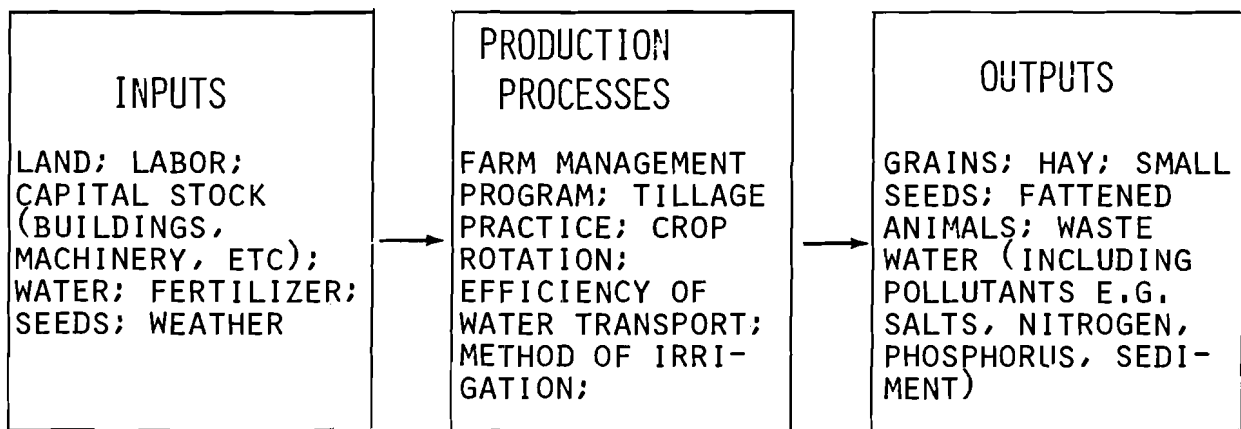 INPUTS
LAND; LABOR;
CAPITAL STOCK
(BUILDINGS,
MACHINERY, ETC);
WATER; FERTILIZER;
SEEDS; WEATHER
PRODUCTION
PROCESSES
FARM MANAGEMENT
PROGRAM; TILLAGE
PRACTICE; CROP
ROTATION;
EFFICIENCY OF
WATER TRANSPORT;
METHOD OF IRRI-
GATION;
OUTPUTS
GRAINS; HAY; SMALL
SEEDS; FATTENED
ANIMALS; WASTE
WATER (INCLUDING
POLLUTANTS E.G.
SALTS, NITROGEN,
PHOSPHORUS, SEDI-
MENT)